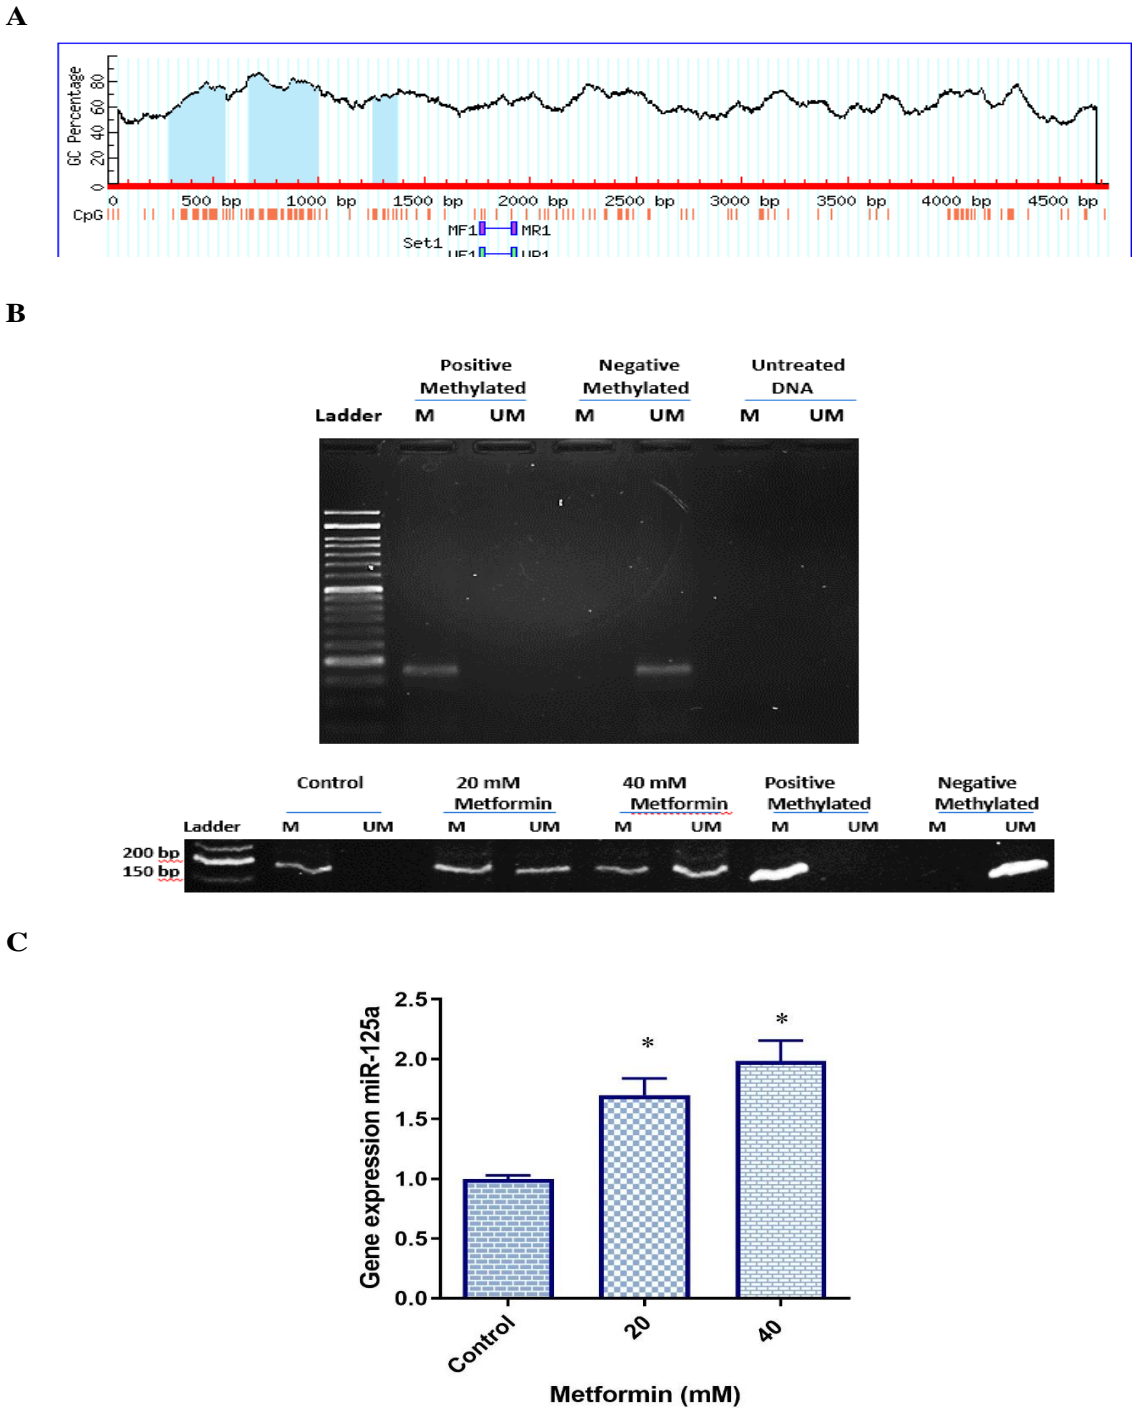 A
GC Percentage
0 20 40 60 80
0 500 bp 1000 bp 1500 bp 2000 bp 2500 bp 3000 bp 3500 bp 4000 bp 4500 bp
CpG
MF1 MR1
Set1
UF1 UR1
B
Positive Negative Untreated
Methylated Methylated DNA
Ladder M UM M UM M UM
Control 20 mM 40 mM Positive Negative
Metformin Metformin Methylated Methylated
Ladder M UM M UM M UM M UM M UM
200 bp
150 bp
C
Gene expression miR-125a
2.5
2.0
1.5
1.0
0.5
0.0
* *
Control 20 40
Metformin (mM)